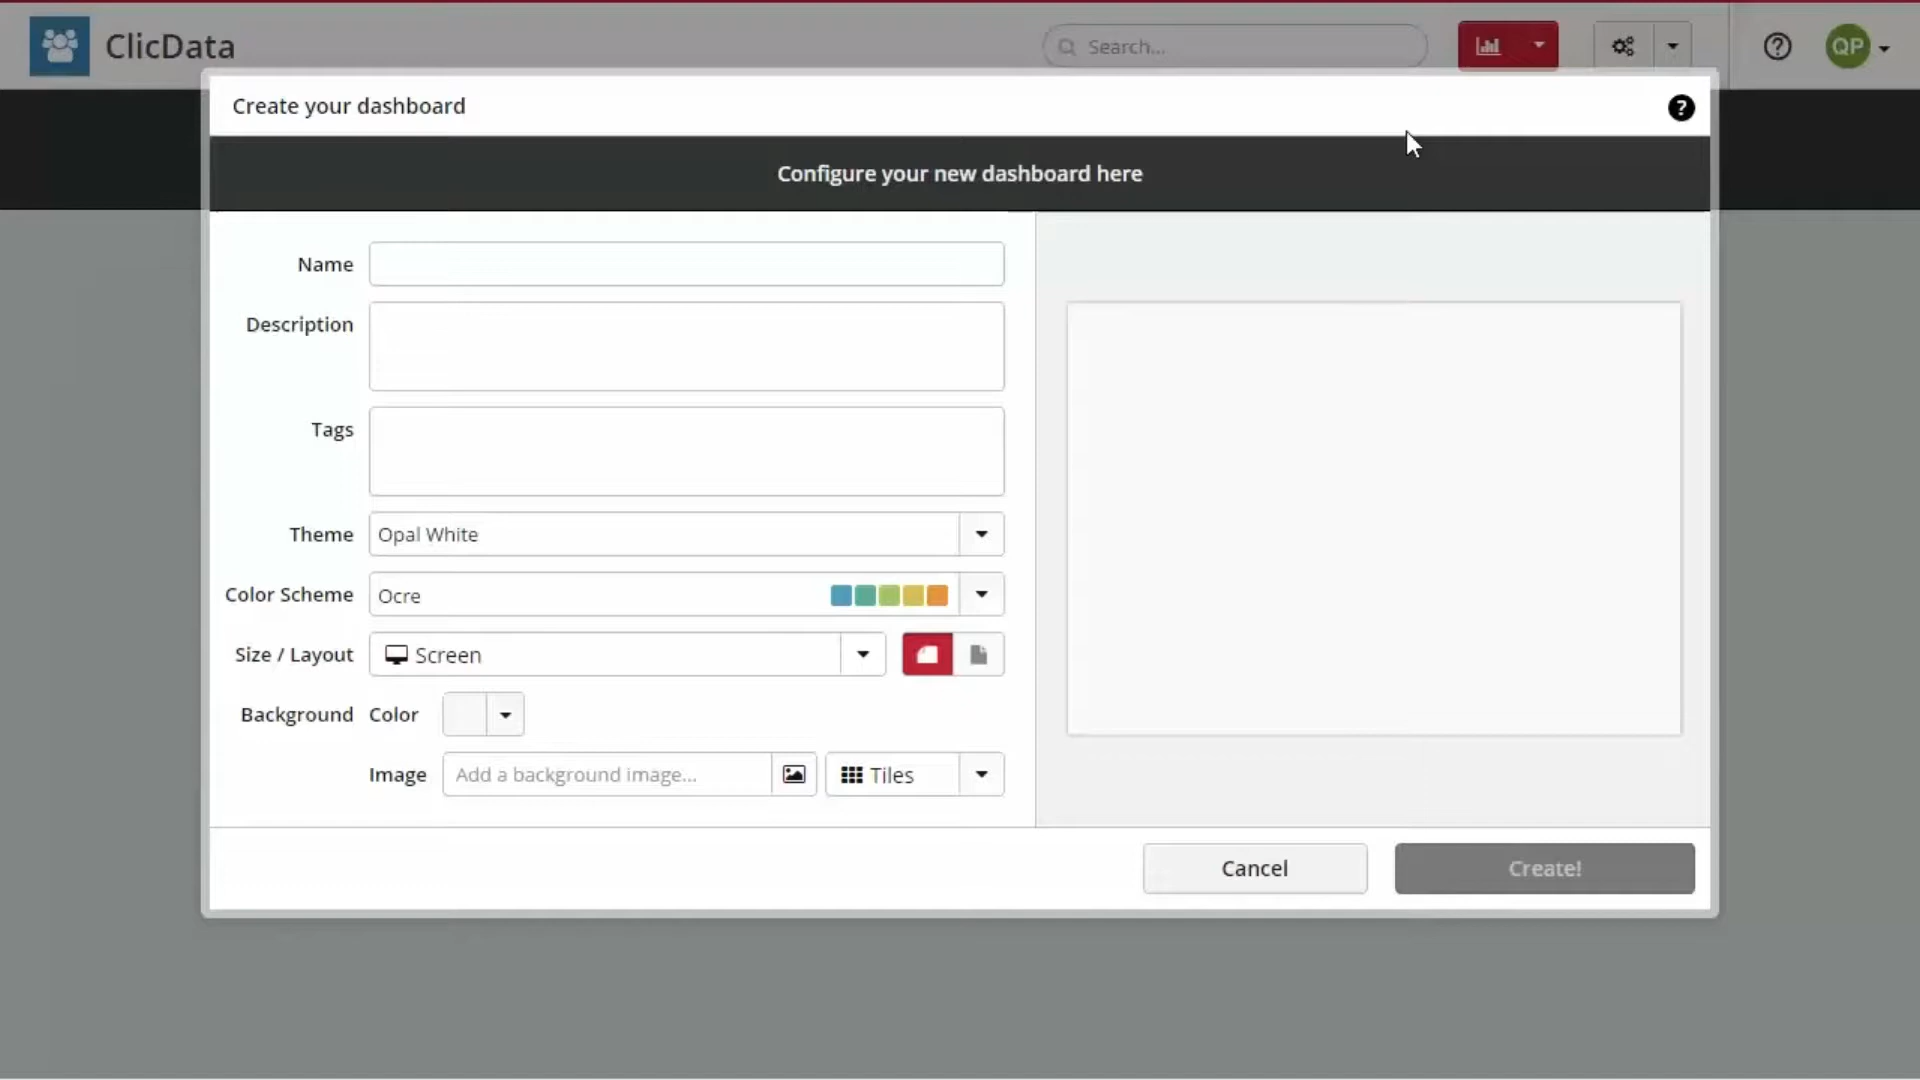 ClicData
Search...
QP
Create your dashboard
?
Configure your new dashboard here
Name
Description
Tags
Theme Opal White
Color Scheme Ocre
Size / Layout Screen
Background Color
Image Add a background image... Tiles
Cancel Create!